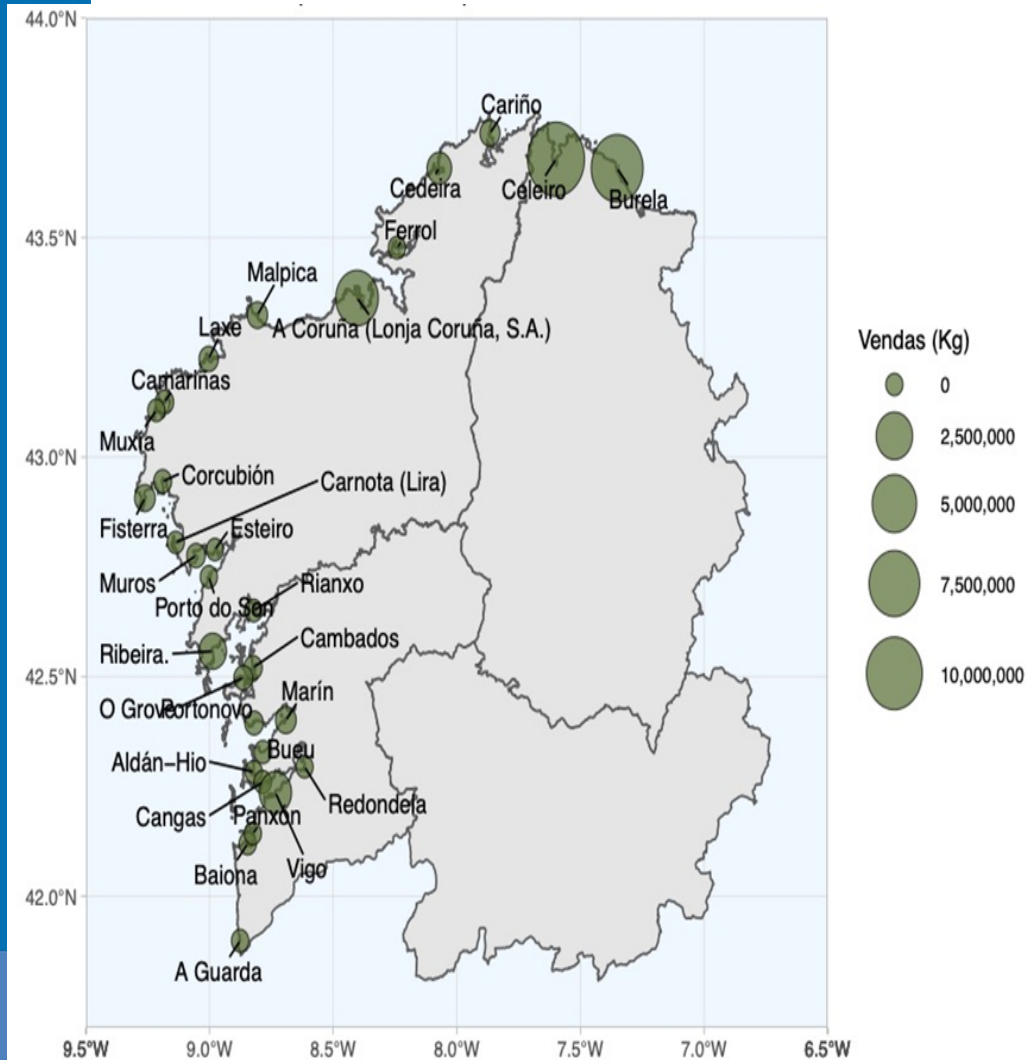 44.0°N
Cariño
Cedeira
Celeiro
Burela
43.5°N
Ferrol
Malpica
Laxe
A Coruña (Lonja Coruña, S.A.)
Camariñas
Muxía
43.0°N
Corcubión
Carnota (Lira)
Fisterra
Esteiro
Muros
Rianxo
Porto do Son
Cambados
Ribeira.
42.5°N
Marín
O Grove
Portonovo
Bueu
Aldán–Hio
Redondela
Cangas
Panxón
Vigo
Baiona
42.0°N
A Guarda
9.5°W
9.0°W
8.5°W
8.0°W
7.5°W
7.0°W
6.5°W
Vendas (Kg)
0
2,500,000
5,000,000
7,500,000
10,000,000